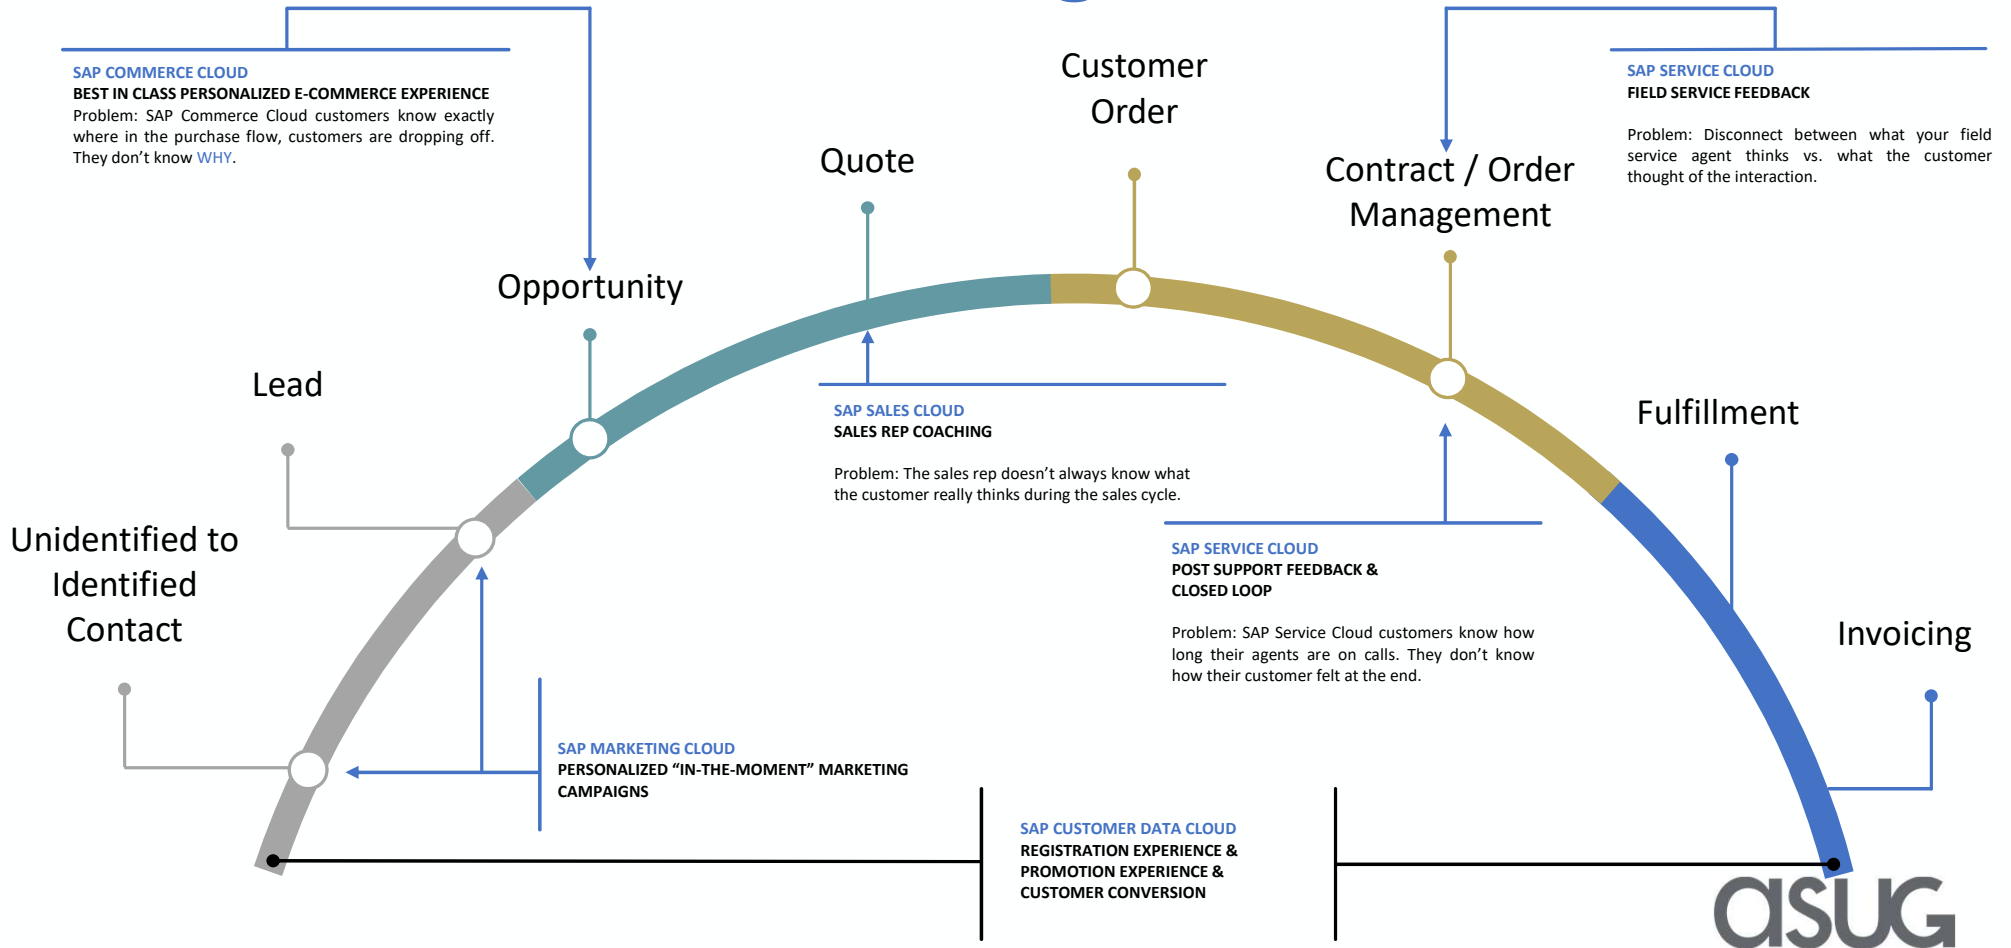 SAP COMMERCE CLOUD
BEST IN CLASS PERSONALIZED E-COMMERCE EXPERIENCE
Problem: SAP Commerce Cloud customers know exactly
where in the purchase flow, customers are dropping off.
They don’t know WHY.
Customer
Order
SAP SERVICE CLOUD
FIELD SERVICE FEEDBACK
Problem: Disconnect between what your field
service agent thinks vs. what the customer
thought of the interaction.
Quote
Contract / Order
Management
Opportunity
Lead
SAP SALES CLOUD
SALES REP COACHING
Problem: The sales rep doesn’t always know what
the customer really thinks during the sales cycle.
Fulfillment
Unidentified to
Identified
Contact
SAP SERVICE CLOUD
POST SUPPORT FEEDBACK &
CLOSED LOOP
Problem: SAP Service Cloud customers know how
long their agents are on calls. They don’t know
how their customer felt at the end.
Invoicing
SAP MARKETING CLOUD
PERSONALIZED “IN-THE-MOMENT” MARKETING
CAMPAIGNS
SAP CUSTOMER DATA CLOUD
REGISTRATION EXPERIENCE &
PROMOTION EXPERIENCE &
CUSTOMER CONVERSION
asug